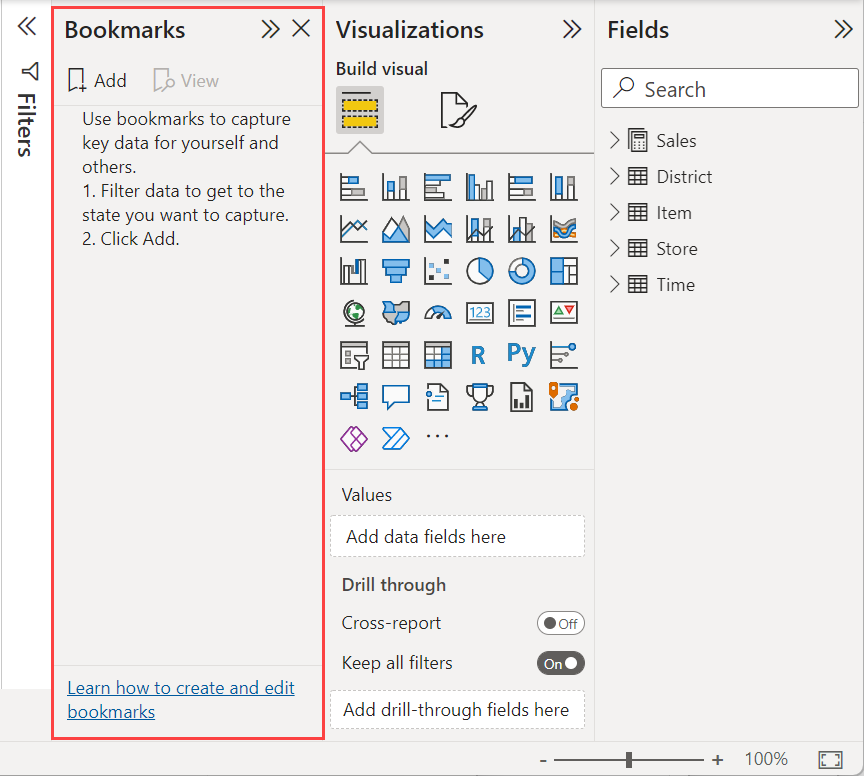 Filters
Bookmarks
Add
View
Use bookmarks to capture
key data for yourself and
others.
1. Filter data to get to the
state you want to capture.
2. Click Add.
Learn how to create and edit
bookmarks
Visualizations
Build visual
123
R
Py
Values
Add data fields here
Drill through
Cross-report
Off
Keep all filters
On
Add drill-through fields here
Fields
Search
Sales
District
Item
Store
Time
- + 100%